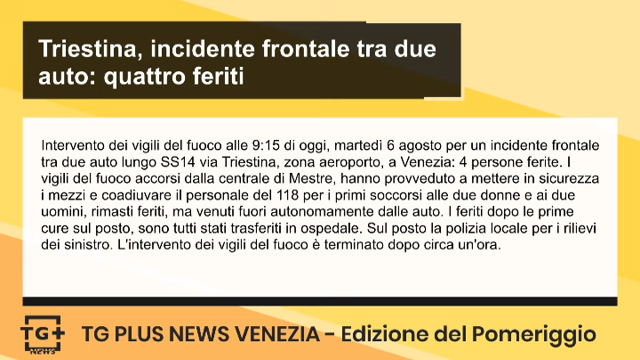 Triestina, incidente frontale tra due
auto: quattro feriti
Intervento dei vigili del fuoco alle 9:15 di oggi, martedì 6 agosto per un incidente frontale
tra due auto lungo SS14 via Triestina, zona aeroporto, a Venezia: 4 persone ferite. I
vigili del fuoco accorsi dalla centrale di Mestre, hanno provveduto a mettere in sicurezza
i mezzi e coadiuvare il personale del 118 per i primi soccorsi alle due donne e ai due
uomini, rimasti feriti, ma venuti fuori autonomamente dalle auto. I feriti dopo le prime
cure sul posto, sono tutti stati trasferiti in ospedale. Sul posto la polizia locale per i rilievi
dei sinistro. L'intervento dei vigili del fuoco è terminato dopo circa un'ora.
TG+
NEWS
TG PLUS NEWS VENEZIA - Edizione del Pomeriggio